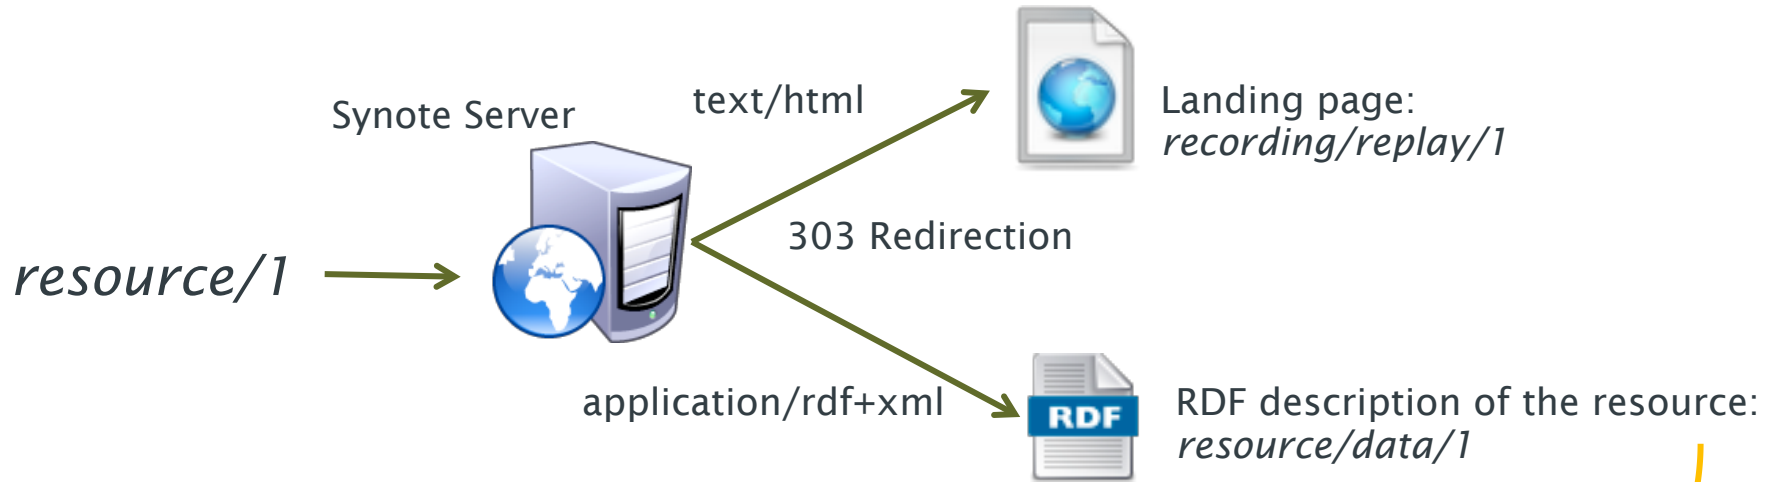 Synote Server
text/html
Landing page:
recording/replay/1
303 Redirection
resource/1
application/rdf+xml
RDF
RDF description of the resource:
resource/data/1